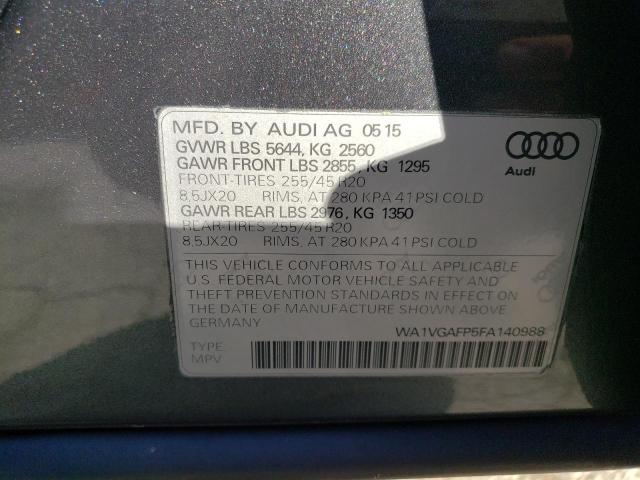 MFD. BY AUDI AG 05 15
GVWR LBS 5644, KG 2560
GAWR FRONT LBS 2855, KG 1295
FRONT-TIRES 255/45 R20
8,5JX20 RIMS, AT 280 KPA 41 PSI COLD
GAWR REAR LBS 2976, KG 1350
REAR-TIRES 255/45 R20
8,5JX20 RIMS, AT 280 KPA 41 PSI COLD
THIS VEHICLE CONFORMS TO ALL APPLICABLE
U.S. FEDERAL MOTOR VEHICLE SAFETY AND
THEFT PREVENTION STANDARDS IN EFFECT ON
THE DATE OF MANUFACTURE SHOWN ABOVE
GERMANY
WA1VGAFP5FA140988
TYPE:
MPV
Audi